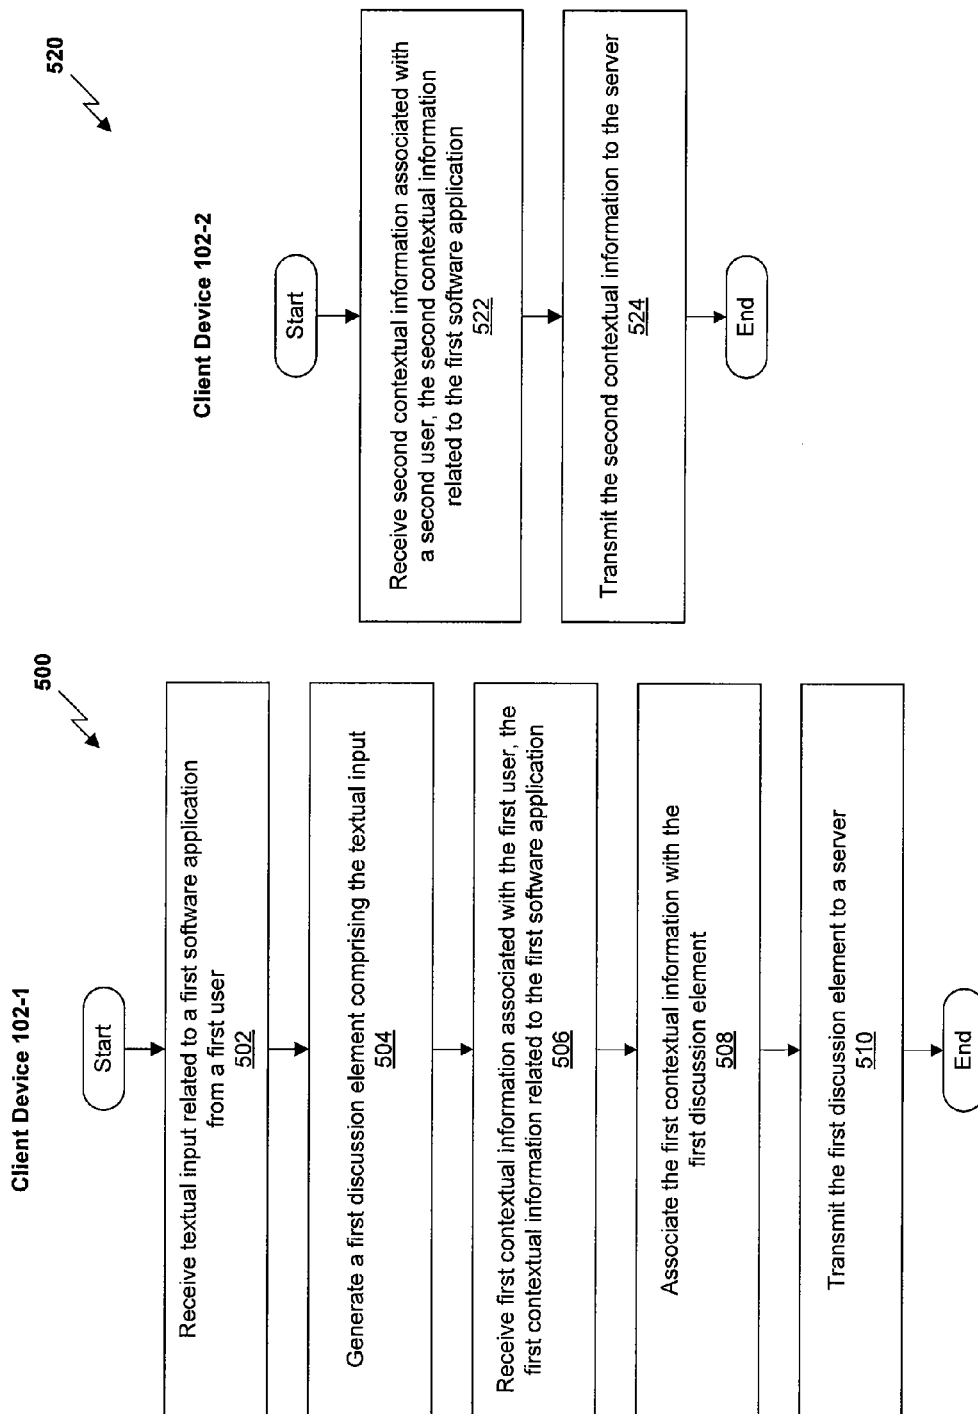 Client Device 102-1
500
Start
Receive textual input related to a first software application
from a first user
502
Generate a first discussion element comprising the textual input
504
Receive first contextual information associated with the first user, the
first contextual information related to the first software application
506
Associate the first contextual information with the
first discussion element
508
Transmit the first discussion element to a server
510
End
Client Device 102-2
520
Start
Receive second contextual information associated with
a second user, the second contextual information
related to the first software application
522
Transmit the second contextual information to the server
524
End